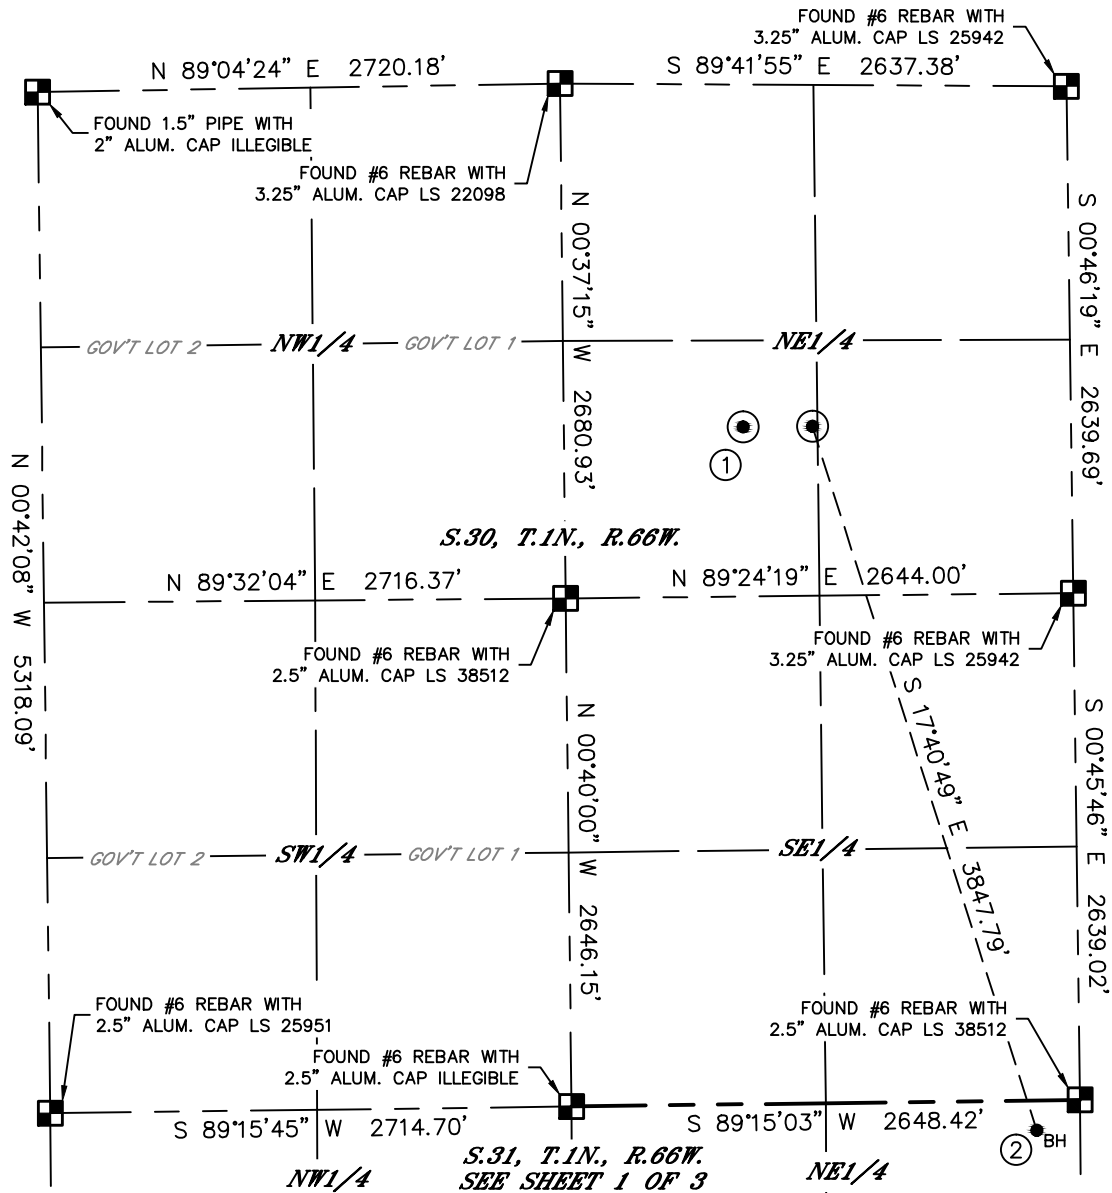 FOUND #6 REBAR WITH
3.25" ALUM. CAP LS 25942
N 89°04'24" E 2720.18'
S 89°41'55" E 2637.38'
FOUND 1.5" PIPE WITH
2" ALUM. CAP ILLEGIBLE
FOUND #6 REBAR WITH
3.25" ALUM. CAP LS 22098
N 00°37'15" W 2680.93'
S 00°46'19" E 2639.69'
GOV'T LOT 2
NW1/4
GOV'T LOT 1
NE1/4
1
N 00°42'08" W 5318.09'
S.30, T.1N., R.66W.
N 89°32'04" E 2716.37'
N 89°24'19" E 2644.00'
FOUND #6 REBAR WITH
2.5" ALUM. CAP LS 38512
FOUND #6 REBAR WITH
3.25" ALUM. CAP LS 25942
S 17°40'49" E 3847.79'
N 00°40'00" W 2646.15'
S 00°45'46" E 2639.02'
GOV'T LOT 2
SW1/4
GOV'T LOT 1
SE1/4
FOUND #6 REBAR WITH
2.5" ALUM. CAP LS 25951
FOUND #6 REBAR WITH
2.5" ALUM. CAP LS 38512
FOUND #6 REBAR WITH
2.5" ALUM. CAP ILLEGIBLE
S 89°15'45" W 2714.70'
S 89°15'03" W 2648.42'
2
BH
S.31, T.1N., R.66W.
SEE SHEET 1 OF 3
NW1/4
NE1/4